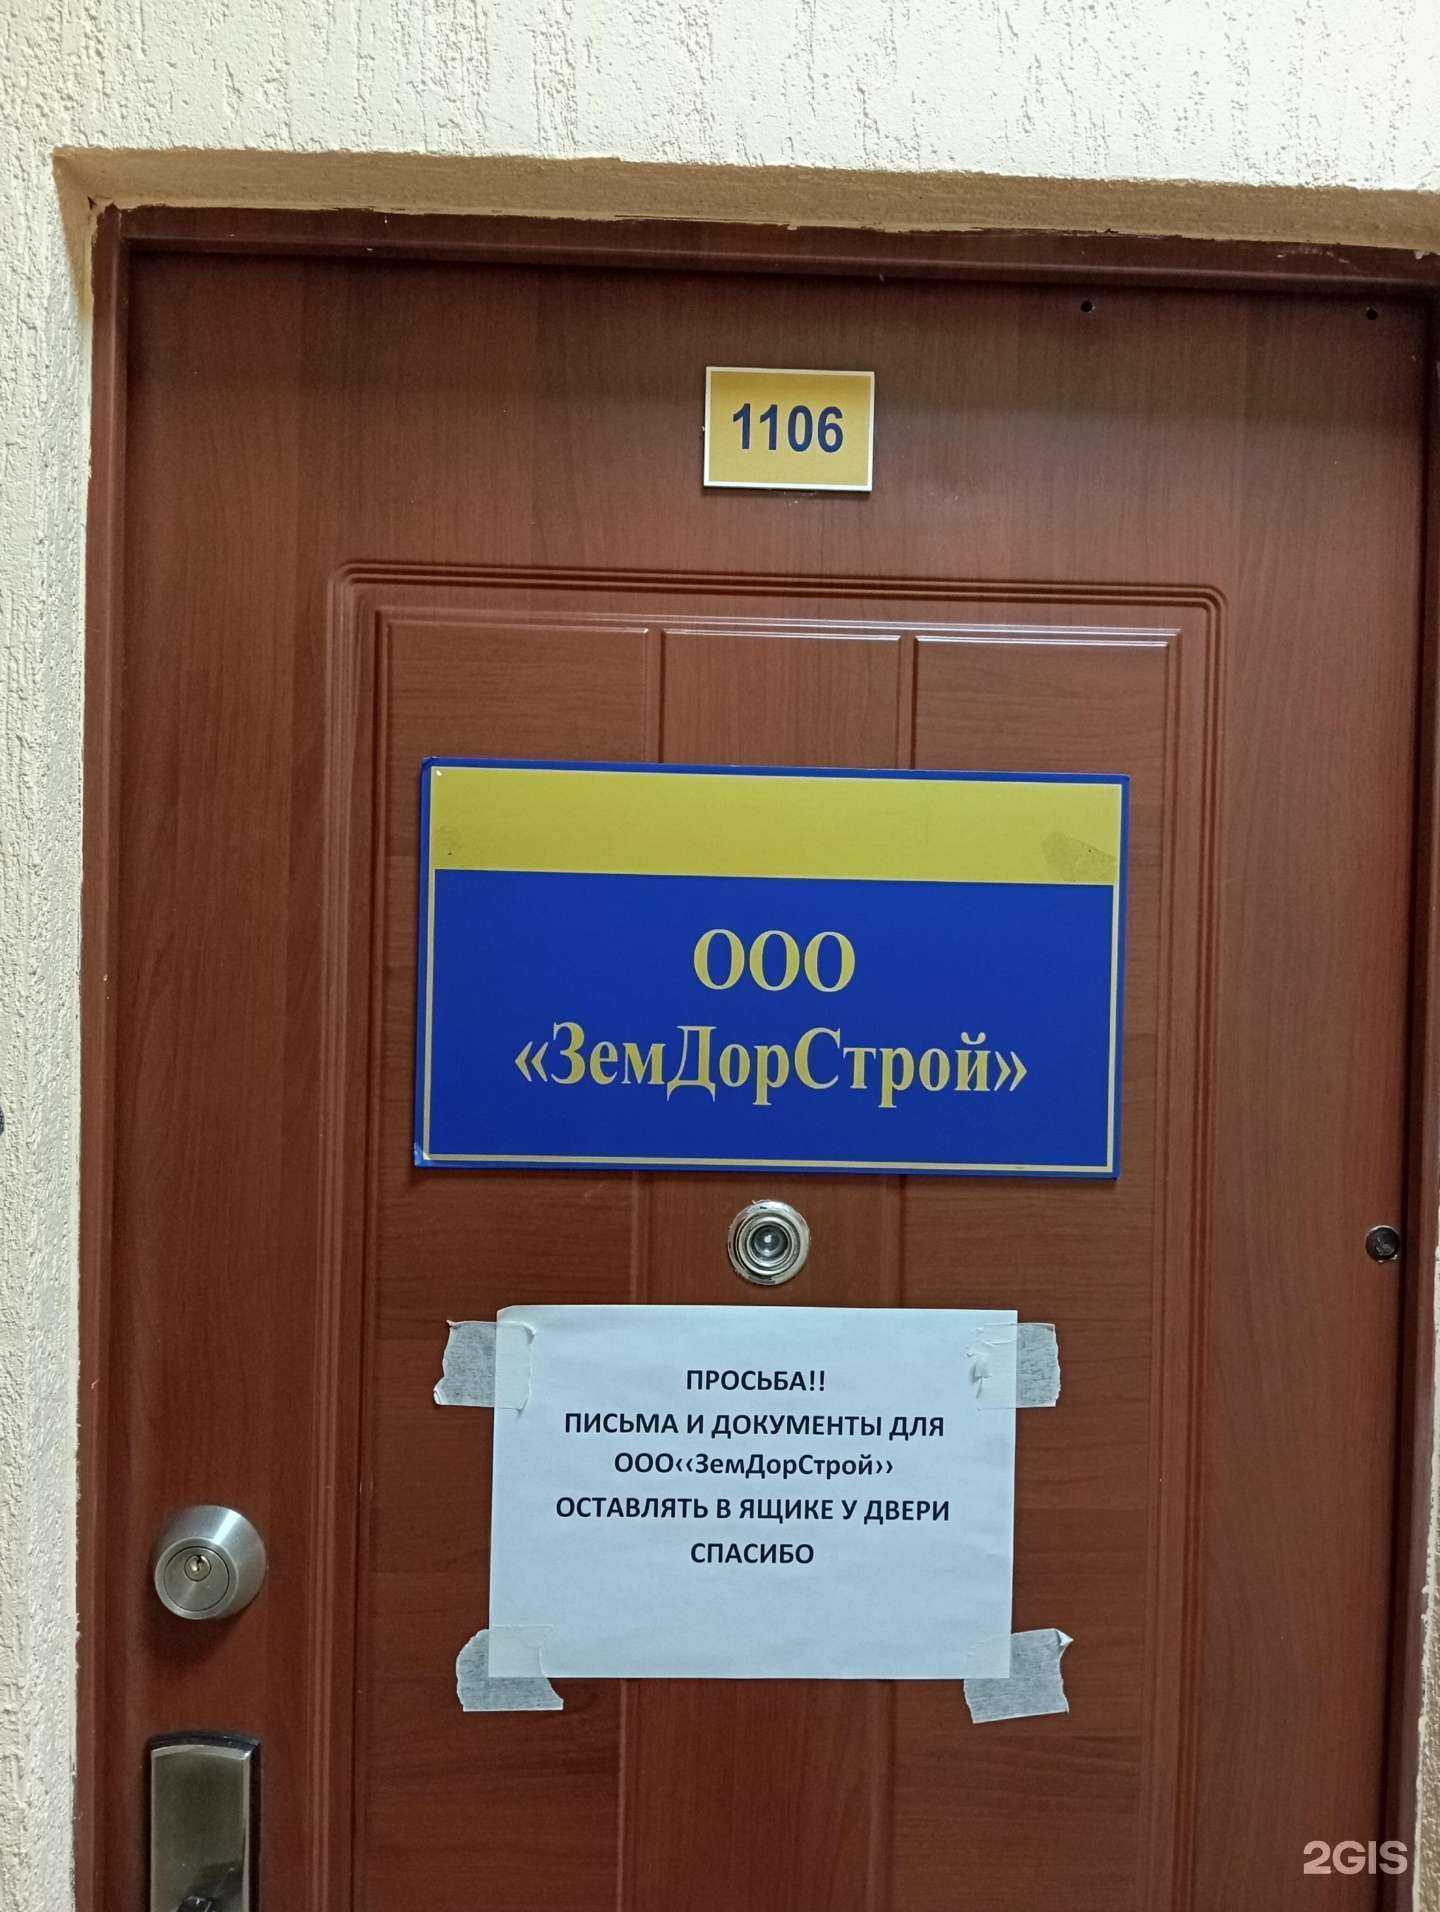 1106
ООО
«ЗемДорСтрой»
ПРОСЬБА!!
ПИСЬМА И ДОКУМЕНТЫ ДЛЯ
ООО‹‹ЗемДорСтрой››
ОСТАВЛЯТЬ В ЯЩИКЕ У ДВЕРИ
СПАСИБО
2GIS